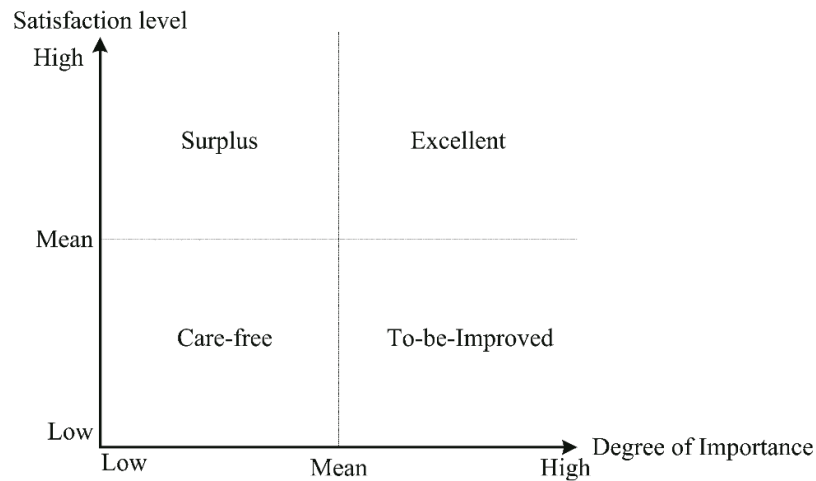 Satisfaction level
High
Surplus
Excellent
Mean
Care-free
To-be-Improved
Low
Degree of Importance
Low
Mean
High